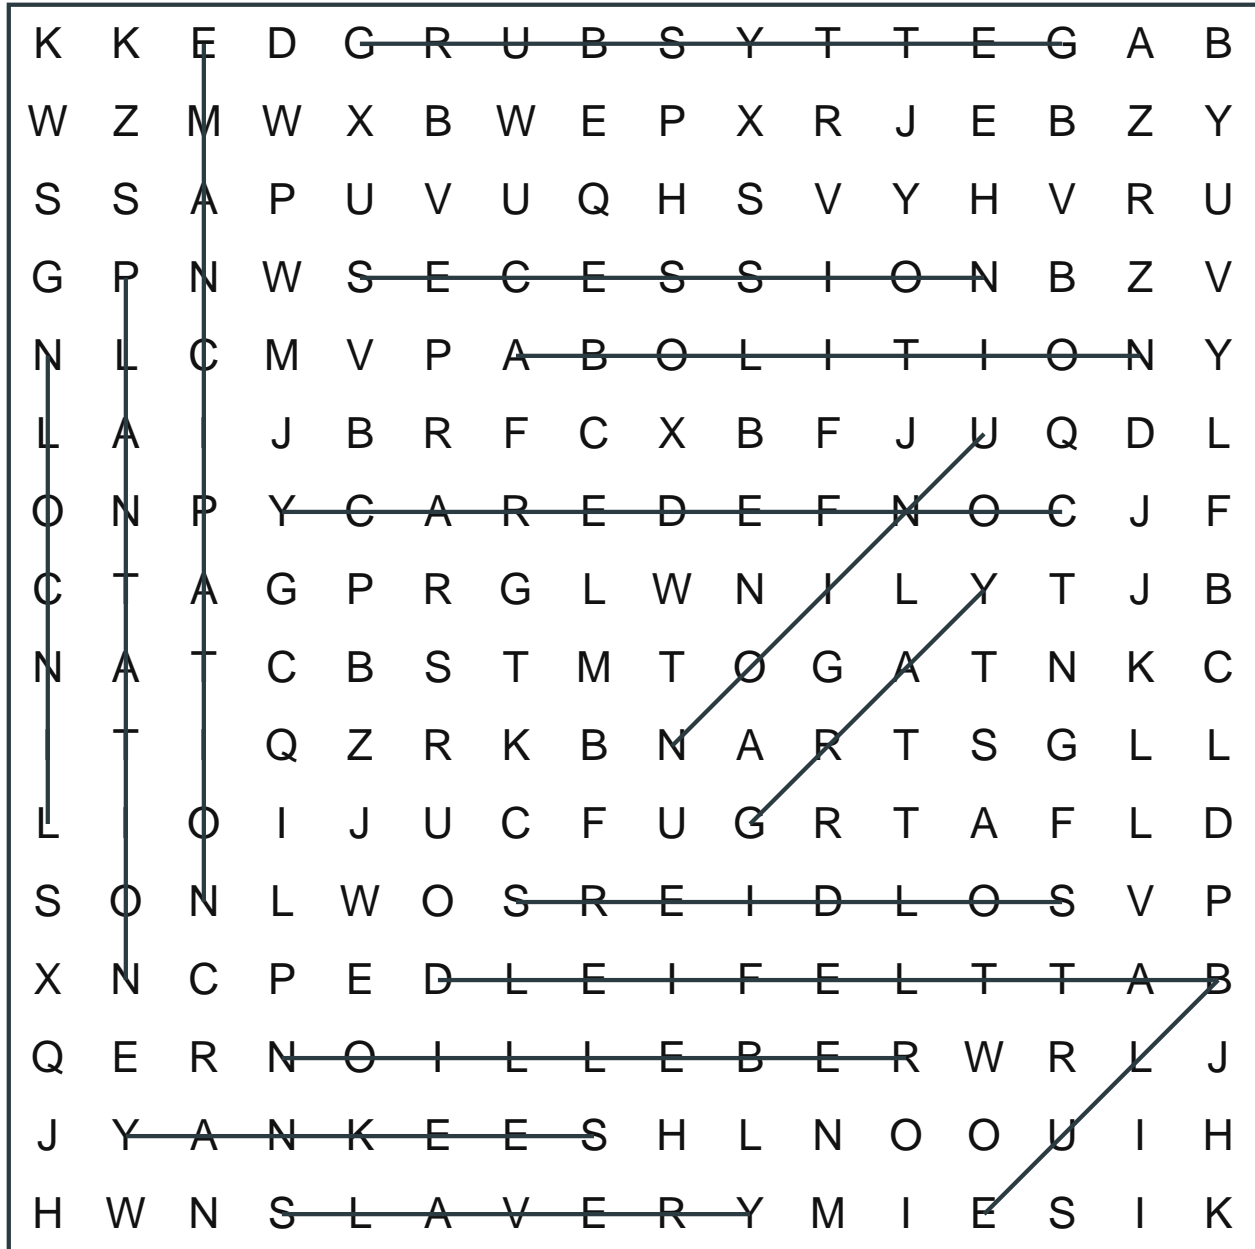 K K E D G R U B S Y T T E G A B
W Z M W X B W E P X R J E B Z Y
S S A P U V U Q H S V Y H V R U
G P N W S E C E S S I O N B Z V
N L C M V P A B O L I T I O N Y
L A I J B R F C X B F J U Q D L
O N P Y C A R E D E F N O C J F
C T A G P R G L W N I L Y T J B
N A T C B S T M T O G A T N K C
I T I Q Z R K B N A R T S G L L
L I O I J U C F U G R T A F L D
S O N L W O S R E I D L O S V P
X N C P E D L E I F E L T T A B
Q E R N O I L L E B E R W R L J
J Y A N K E E S H L N O O U I H
H W N S L A V E R Y M I E S I K